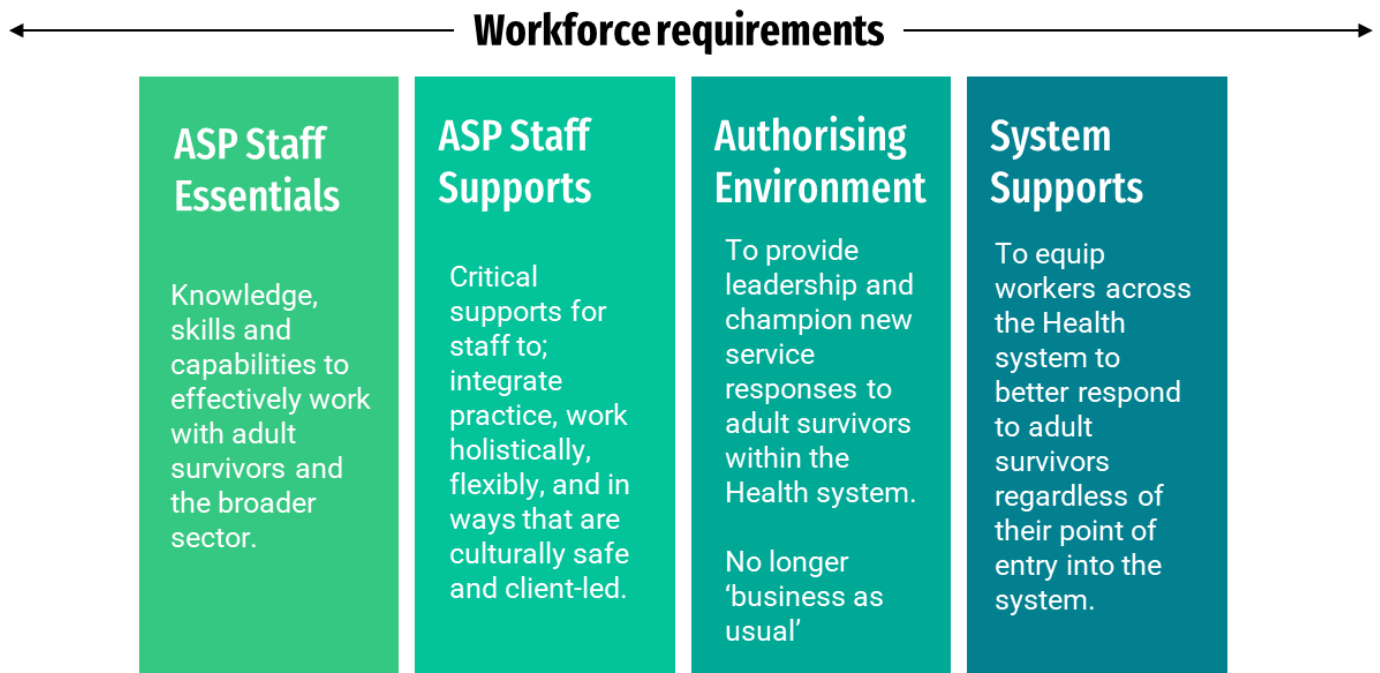 Workforce requirements
ASP Staff
Essentials
Knowledge,
skills and
capabilities to
effectively work
with adult
survivors and
the broader
sector.
ASP Staff
Supports
Critical
supports for
staff to;
integrate
practice, work
holistically,
flexibly, and in
ways that are
culturally safe
and client-led.
Authorising
Environment
To provide
leadership and
champion new
service
responses to
adult survivors
within the
Health system.
No longer
‘business as
usual’
System
Supports
To equip
workers across
the Health
system to
better respond
to adult
survivors
regardless of
their point of
entry into the
system.